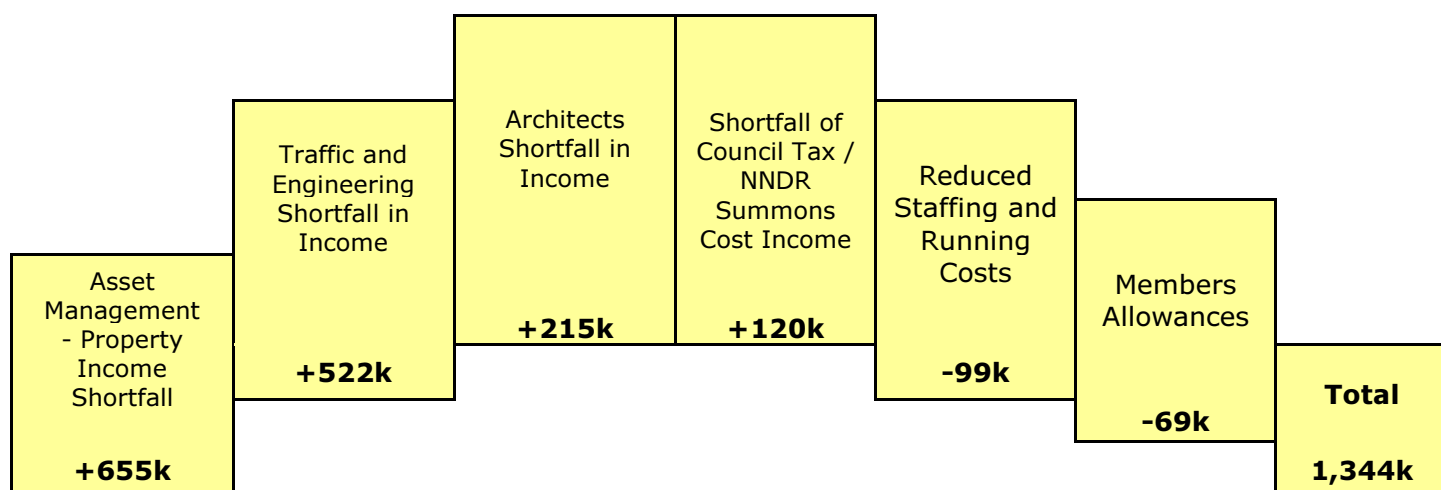 Asset
Management
- Property
Income
Shortfall
+655k
Traffic and
Engineering
Shortfall in
Income
+522k
Architects
Shortfall in
Income
+215k
Shortfall of
Council Tax /
NNDR
Summons
Cost Income
+120k
Reduced
Staffing and
Running
Costs
-99k
Members
Allowances
-69k
Total
1,344k